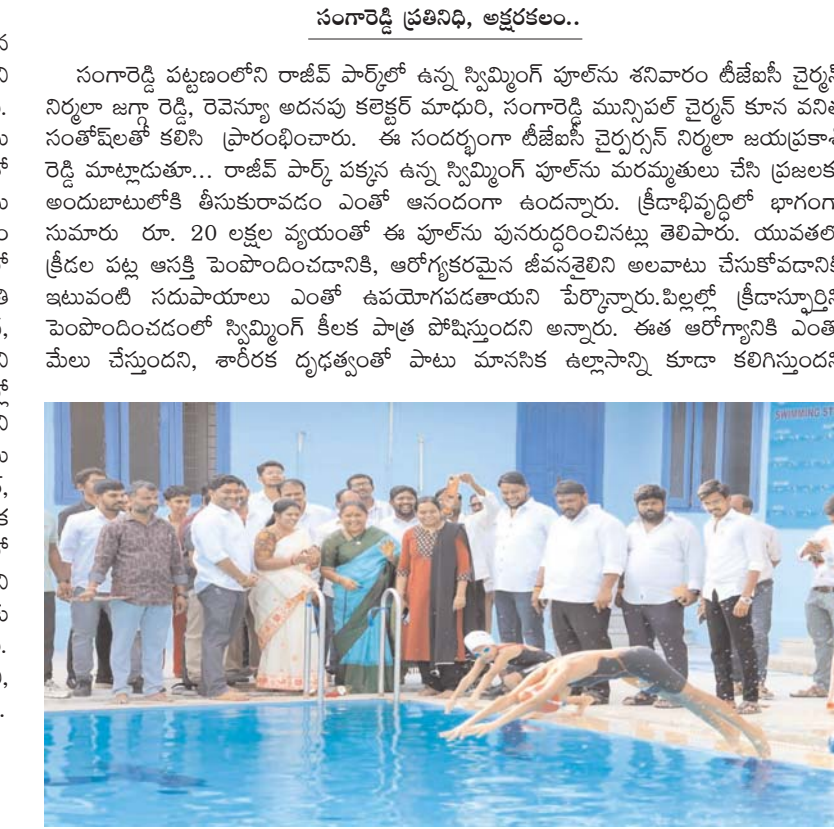 సంగారెడ్డి ప్రతినిధి, అక్షరకలం..
సంగారెడ్డి పట్టణంలోని రాజీవ్ పార్క్‌లో ఉన్న స్విమ్మింగ్ పూల్‌ను శనివారం టీజేఐసీ చైర్మన్
నిర్మలా జగ్గా రెడ్డి, రెవెన్యూ అదనపు కలెక్టర్ మాధురి, సంగారెడ్డి మున్సిపల్ చైర్మన్ కూన వనిత
సంతోష్‌లతో కలిసి ప్రారంభించారు. ఈ సందర్భంగా టీజేఐసీ చైర్పర్సన్ నిర్మలా జయప్రకాశ్
రెడ్డి మాట్లాడుతూ... రాజీవ్ పార్క్ పక్కన ఉన్న స్విమ్మింగ్ పూల్‌ను మరమ్మతులు చేసి ప్రజలక
అందుబాటులోకి తీసుకురావడం ఎంతో ఆనందంగా ఉందన్నారు. క్రీడాభివృద్ధిలో భాగంగా
సుమారు రూ. 20 లక్షల వ్యయంతో ఈ పూల్‌ను పునరుద్ధరించినట్లు తెలిపారు. యువతలో
క్రీడల పట్ల ఆసక్తి పెంపొందించడానికి, ఆరోగ్యకరమైన జీవనశైలిని అలవాటు చేసుకోవడానికి
ఇటువంటి సదుపాయాలు ఎంతో ఉపయోగపడతాయని పేర్కొన్నారు.పిల్లల్లో క్రీడాస్ఫూర్తిని
పెంపొందించడంలో స్విమ్మింగ్ కీలక పాత్ర పోషిస్తుందని అన్నారు. ఈత ఆరోగ్యానికి ఎంతో
మేలు చేస్తుందని, శారీరక దృఢత్వంతో పాటు మానసిక ఉల్లాసాన్ని కూడా కలిగిస్తుందని
SWIMMING ST